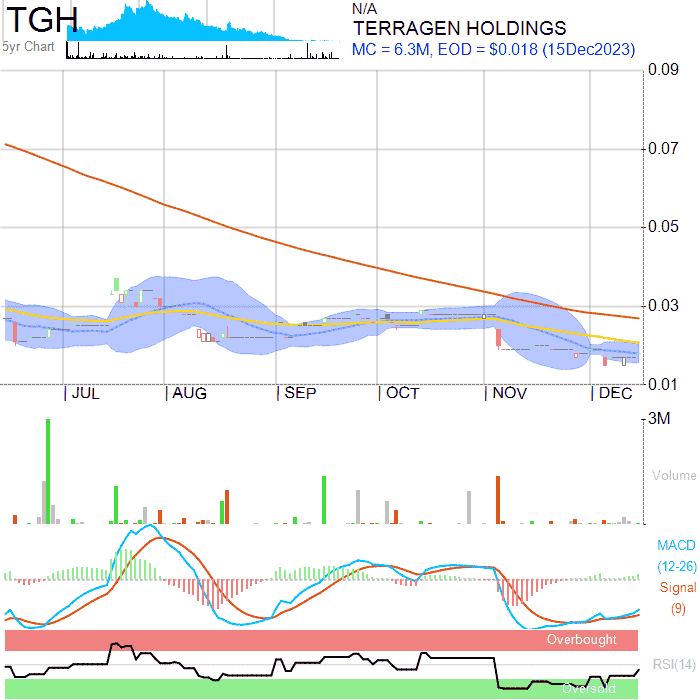 TGH
5yr Chart
N/A
TERRAGEN HOLDINGS
MC = 6.3M, EOD = $0.018 (15Dec2023)
0.09
0.07
0.05
0.03
0.01
JUL AUG SEP OCT NOV DEC
3M
Volume
MACD
(12-26)
Signal
(9)
Overbought
RSI(14)
Oversold